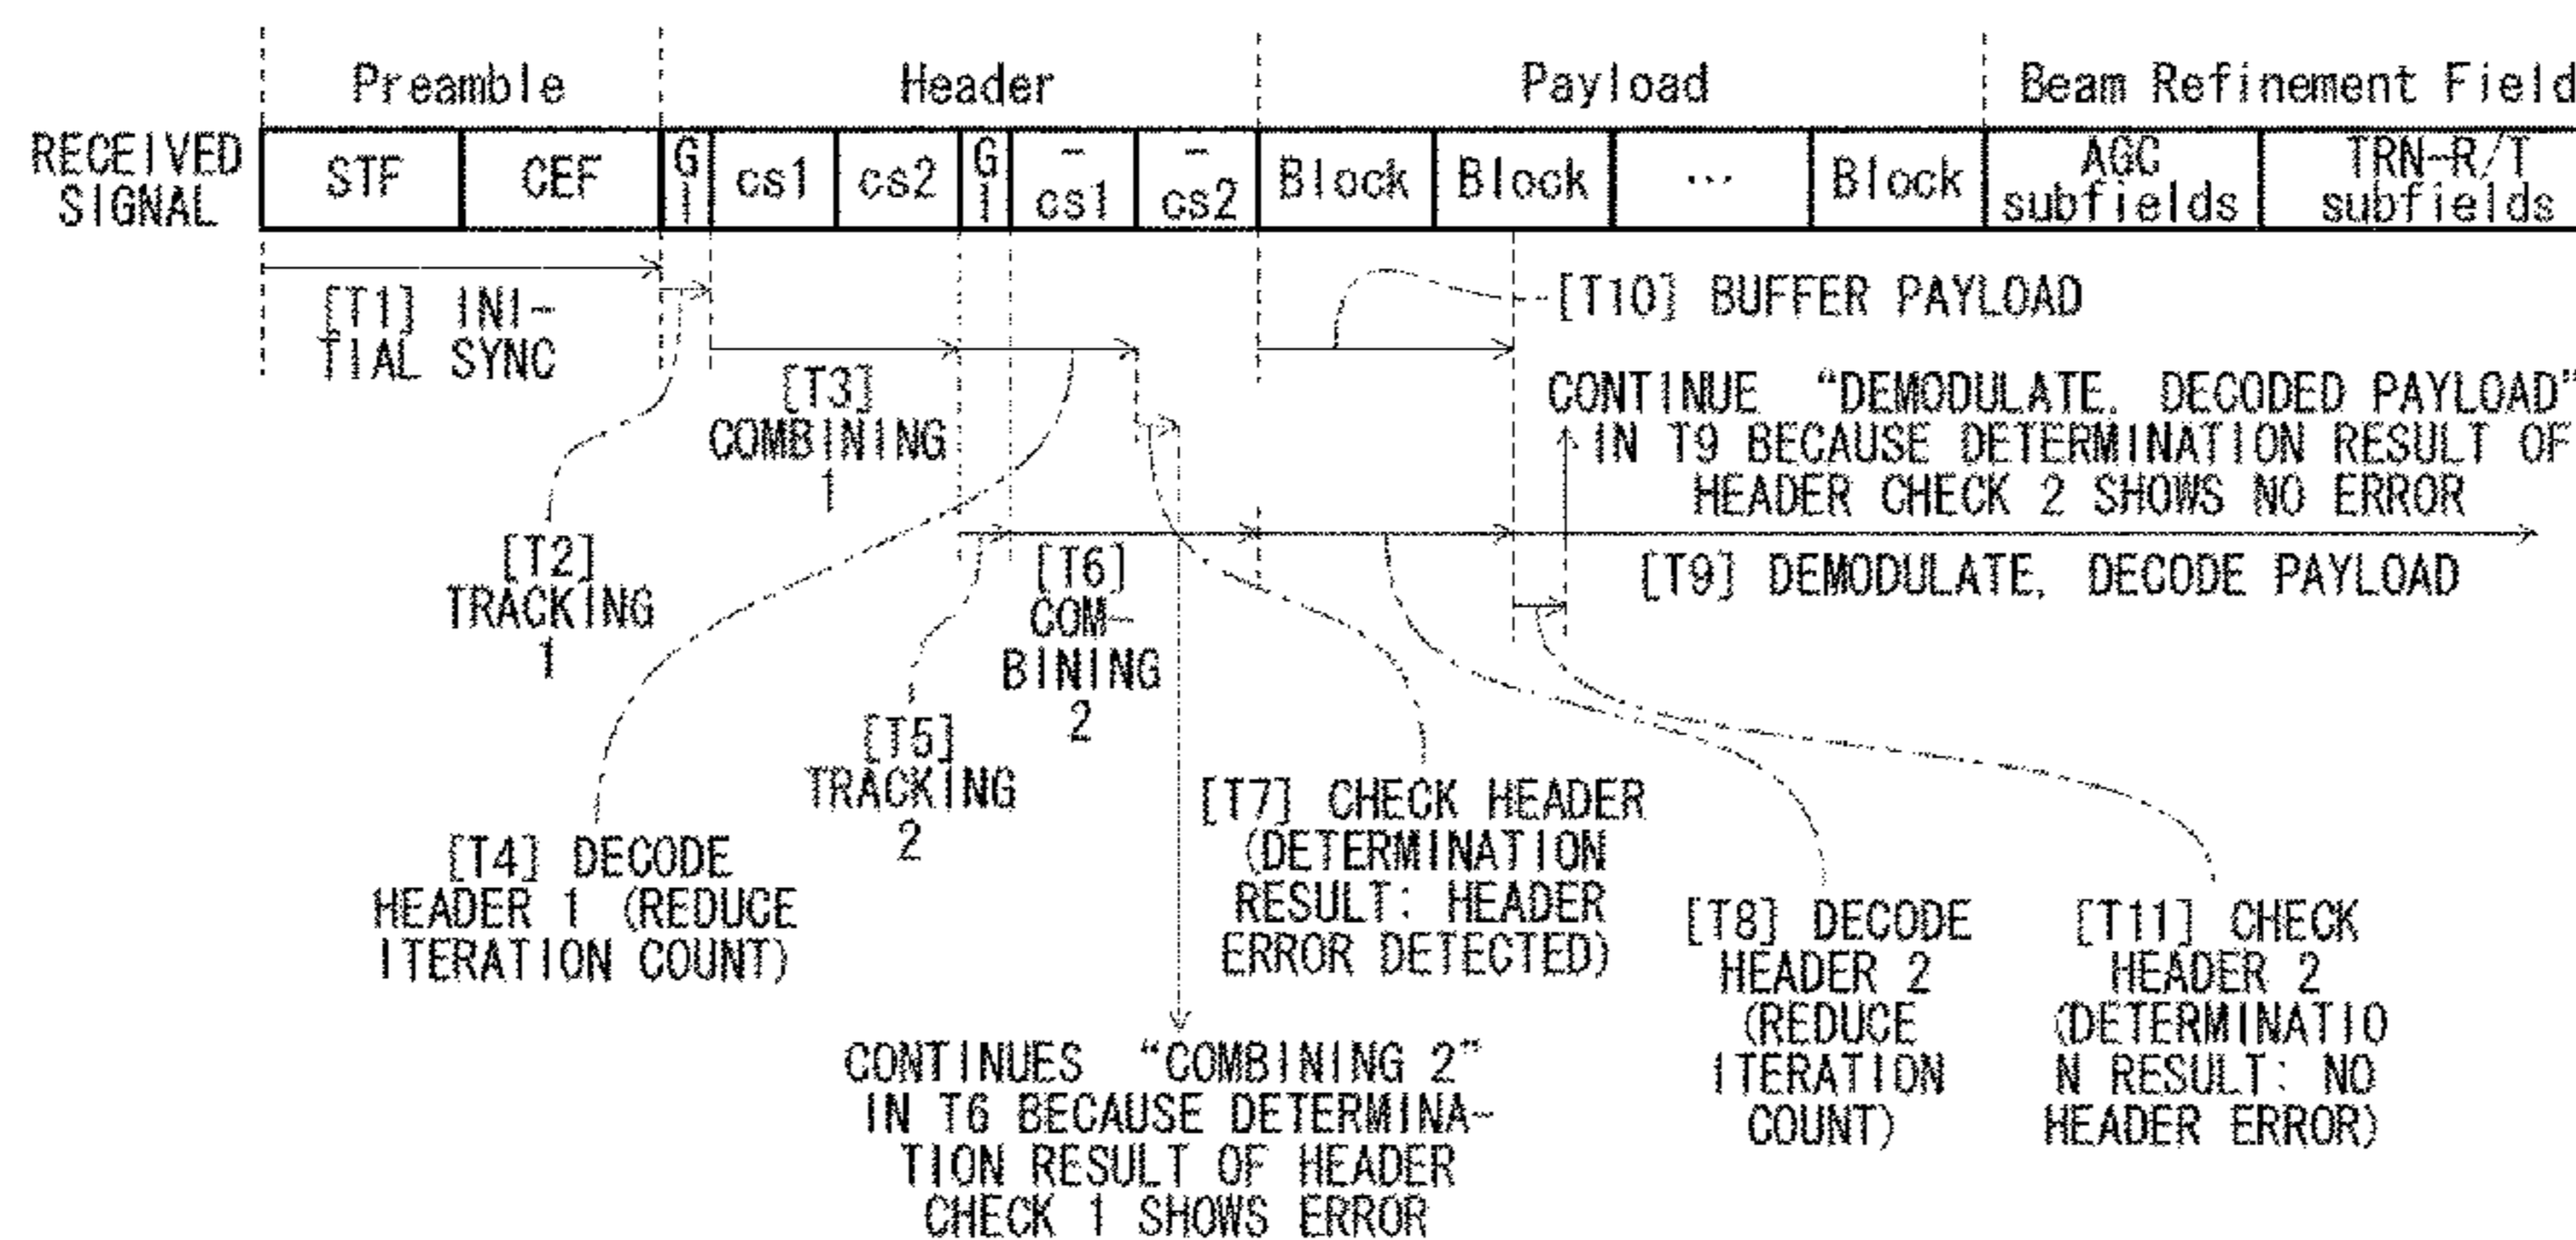 Preamble
Header
Payload
Beam Refinement Field
RECEIVED
SIGNAL
STF
CEF
GI
cs1
cs2
GI
-
cs1
-
cs2
Block
Block
...
Block
AGC
subfields
TRN-R/T
subfields
[T1] INI-
TIAL SYNC
[T10] BUFFER PAYLOAD
[T3]
COMBINING
1
CONTINUE “DEMODULATE, DECODED PAYLOAD”
IN T9 BECAUSE DETERMINATION RESULT OF
HEADER CHECK 2 SHOWS NO ERROR
[T2]
TRACKING
1
[T6]
COM-
BINING
2
[T9] DEMODULATE, DECODE PAYLOAD
[T5]
TRACKING
2
[T4] DECODE
HEADER 1 (REDUCE
ITERATION COUNT)
[T7] CHECK HEADER
(DETERMINATION
RESULT: HEADER
ERROR DETECTED)
[T8] DECODE
HEADER 2
(REDUCE
ITERATION
COUNT)
[T11] CHECK
HEADER 2
(DETERMINATIO
N RESULT: NO
HEADER ERROR)
CONTINUES “COMBINING 2”
IN T6 BECAUSE DETERMINA-
TION RESULT OF HEADER
CHECK 1 SHOWS ERROR